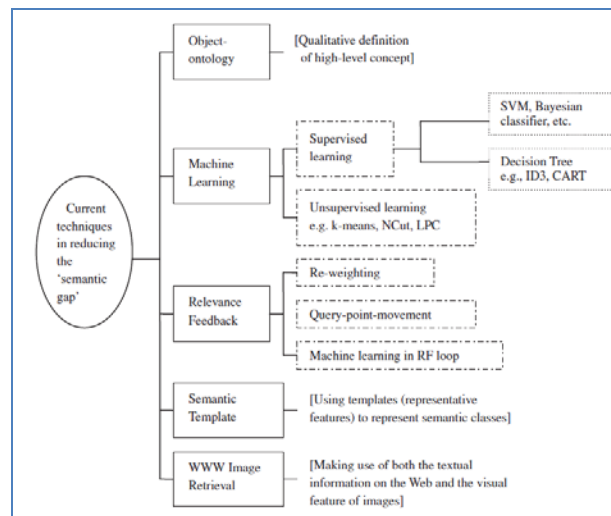 Current
techniques
in reducing
the
‘semantic
gap’
Object-
ontology
[Qualitative definition
of high-level concept]
Machine
Learning
Supervised
learning
SVM, Bayesian
classifier, etc.
Decision Tree
e.g., ID3, CART
Unsupervised learning
e.g. k-means, NCut, LPC
Relevance
Feedback
Re-weighting
Query-point-movement
Machine learning in RF loop
Semantic
Template
[Using templates (representative
features) to represent semantic classes]
WWW Image
Retrieval
[Making use of both the textual
information on the Web and the visual
feature of images]